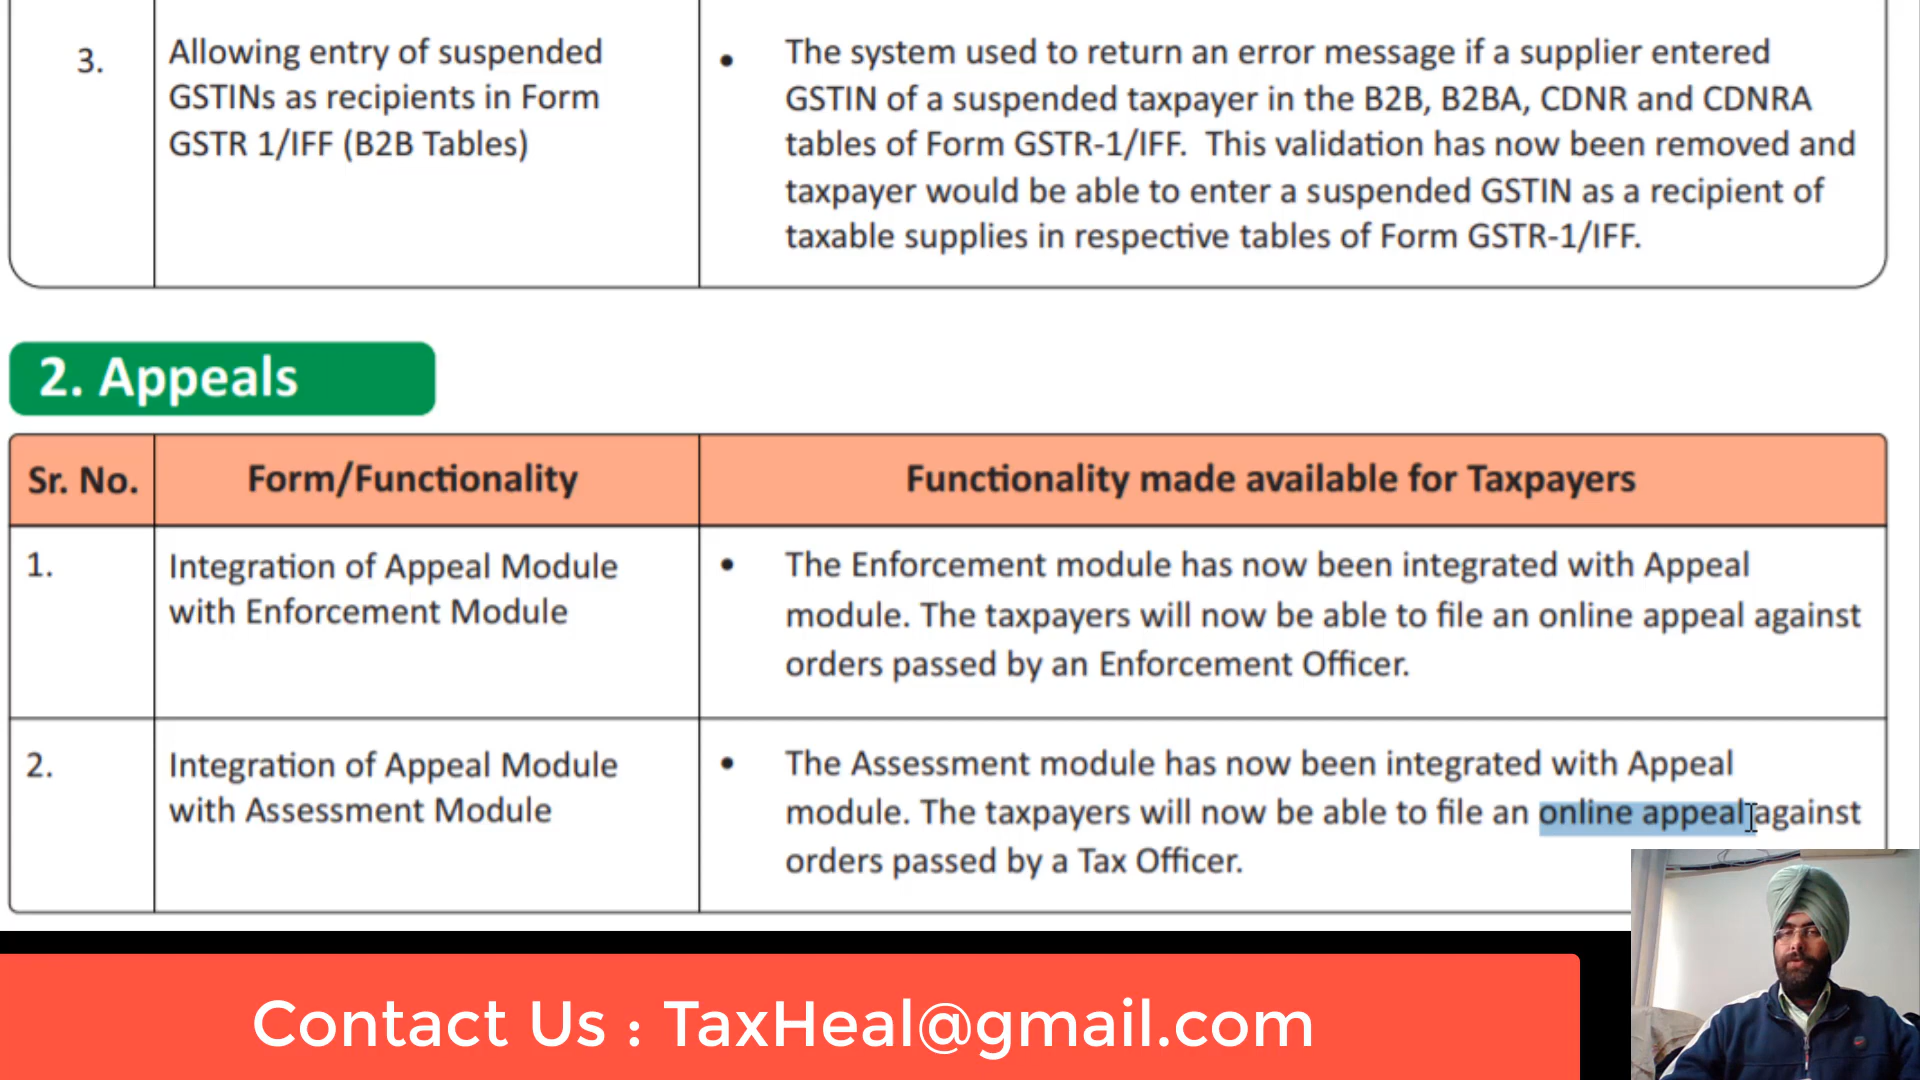 3.
Allowing entry of suspended
GSTINs as recipients in Form
GSTR 1/IFF (B2B Tables)
• The system used to return an error message if a supplier entered
GSTIN of a suspended taxpayer in the B2B, B2BA, CDNR and CDNRA
tables of Form GSTR-1/IFF. This validation has now been removed and
taxpayer would be able to enter a suspended GSTIN as a recipient of
taxable supplies in respective tables of Form GSTR-1/IFF.
2. Appeals
Sr. No.
Form/Functionality
Functionality made available for Taxpayers
1.
Integration of Appeal Module
with Enforcement Module
• The Enforcement module has now been integrated with Appeal
module. The taxpayers will now be able to file an online appeal against
orders passed by an Enforcement Officer.
2.
Integration of Appeal Module
with Assessment Module
• The Assessment module has now been integrated with Appeal
module. The taxpayers will now be able to file an online appeal against
orders passed by a Tax Officer.
Contact Us : TaxHeal@gmail.com